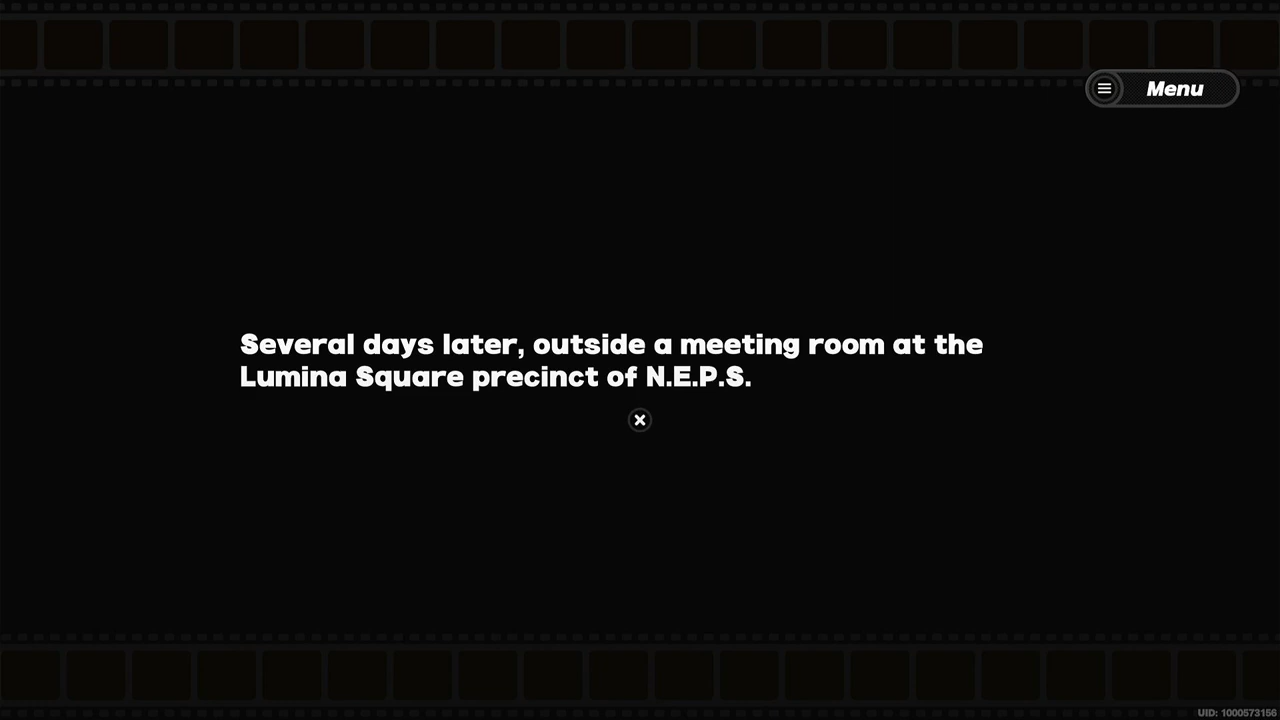 Menu
Several days later, outside a meeting room at the
Lumina Square precinct of N.E.P.S.
UID: 1000573156